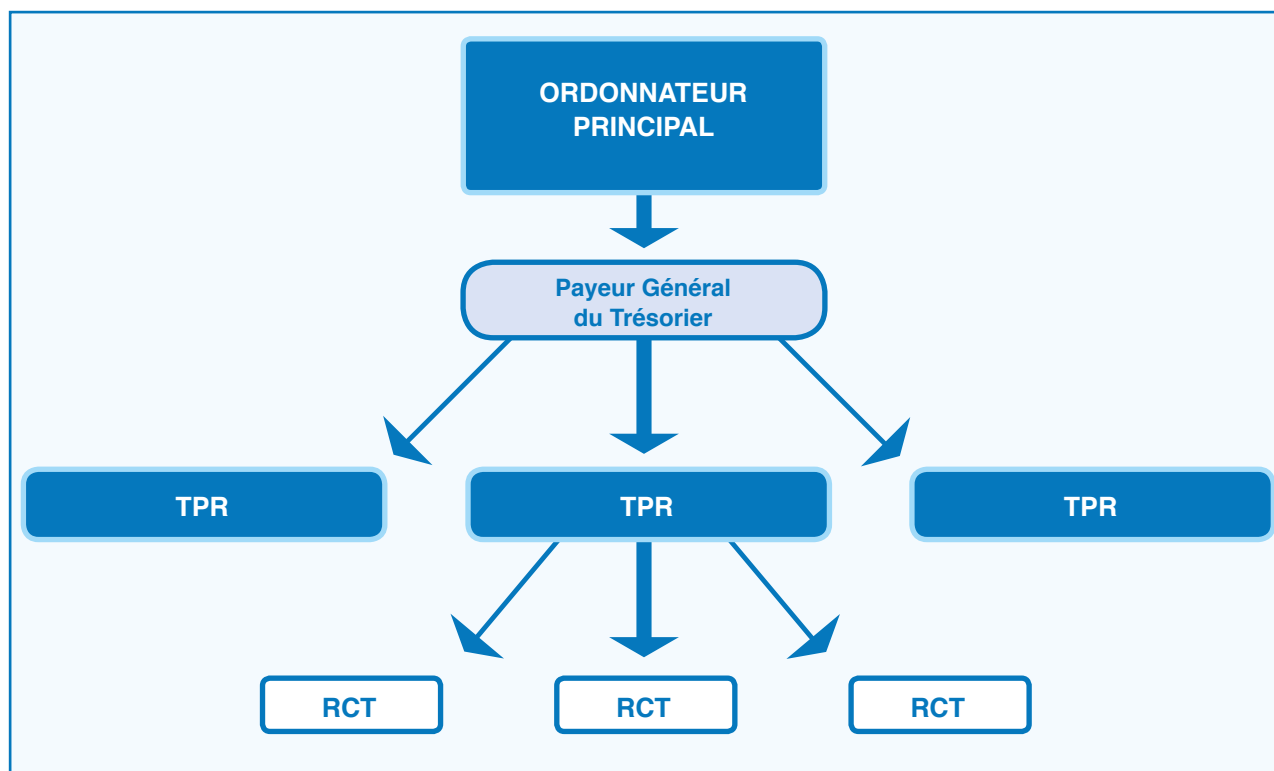 ORDONNATEUR
PRINCIPAL
Payeur Général
du Trésorier
TPR
TPR
TPR
RCT
RCT
RCT